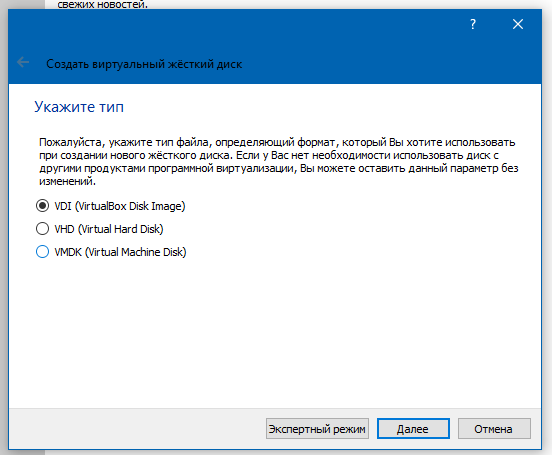 свежих новостей.
?
Создать виртуальный жёсткий диск
Укажите тип
Пожалуйста, укажите тип файла, определяющий формат, который Вы хотите использовать
при создании нового жёсткого диска. Если у Вас нет необходимости использовать диск с
другими продуктами программной виртуализации, Вы можете оставить данный параметр без
изменений.
VDI (VirtualBox Disk Image)
VHD (Virtual Hard Disk)
VMDK (Virtual Machine Disk)
Экспертный режим Далее Отмена